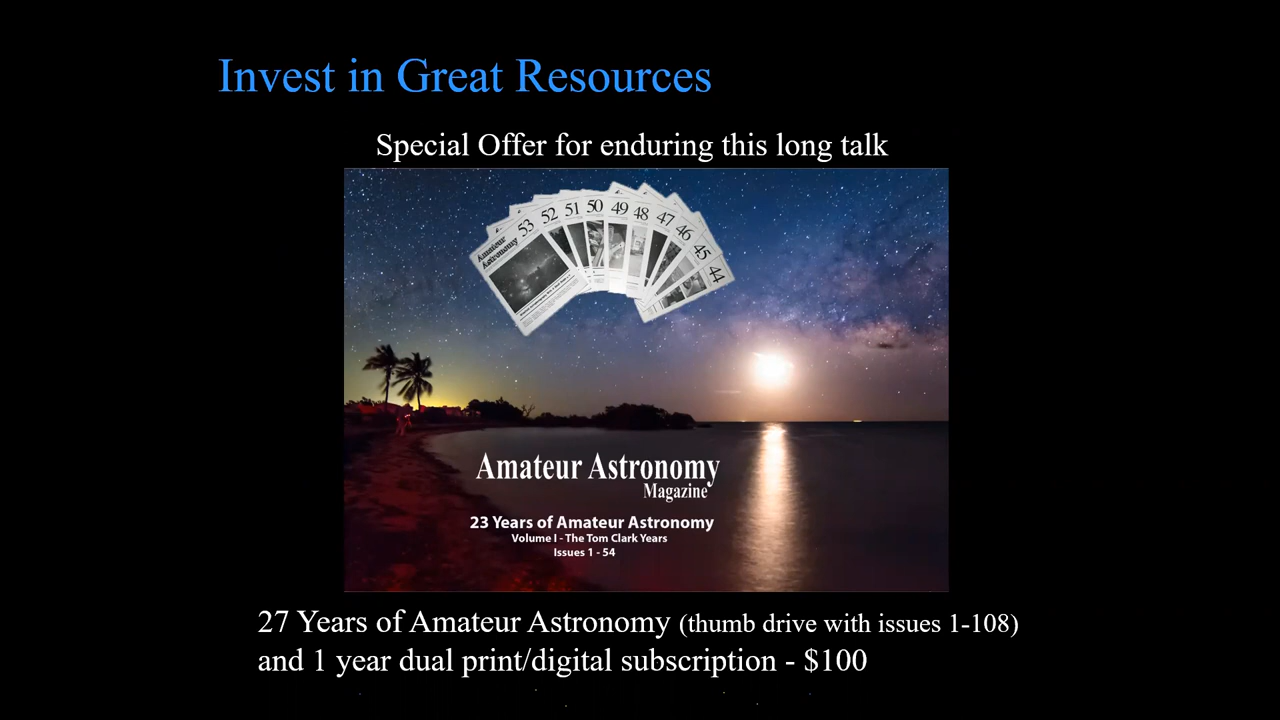 Invest in Great Resources
Special Offer for enduring this long talk
53 52 51 50 49 48 47 46 45 44
Amateur
Astronomy
Amateur Astronomy
Magazine
23 Years of Amateur Astronomy
Volume I - The Tom Clark Years
Issues 1 - 54
27 Years of Amateur Astronomy (thumb drive with issues 1-108)
and 1 year dual print/digital subscription - $100